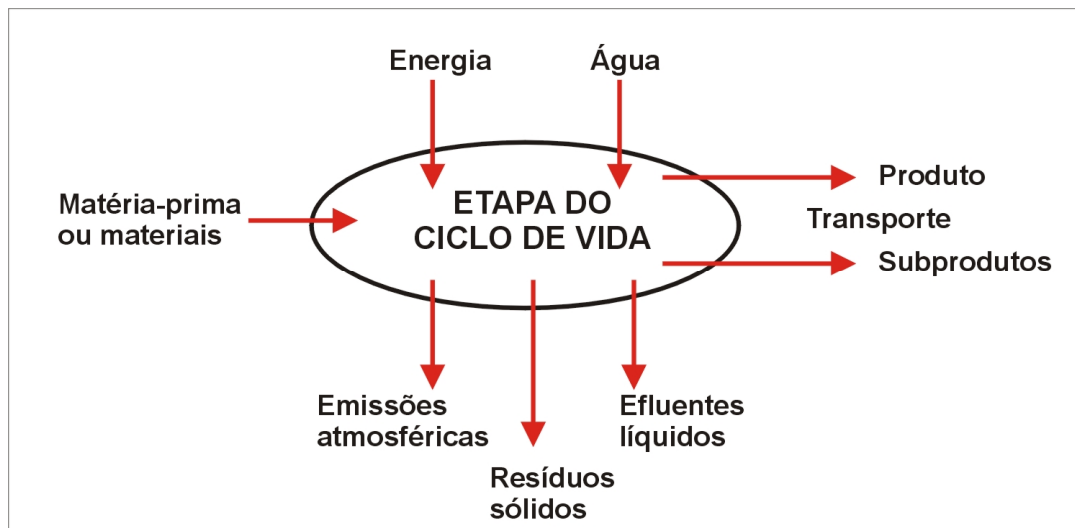 Energia
Água
Matéria-prima
ou materiais
ETAPA DO
CICLO DE VIDA
Produto
Transporte
Subprodutos
Emissões
atmosféricas
Resíduos
sólidos
Efluentes
líquidos